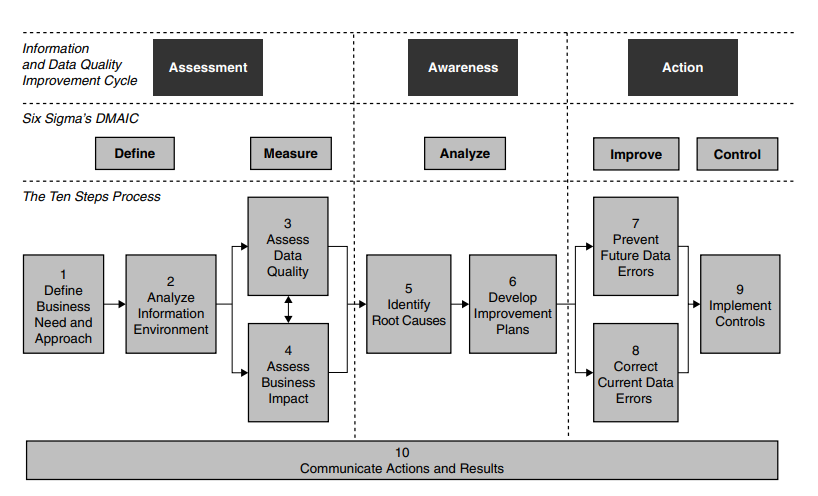 Information
and Data Quality
Improvement Cycle
Assessment
Awareness
Action
Six Sigma's DMAIC
Define
Measure
Analyze
Improve
Control
The Ten Steps Process
1
Define
Business
Need and
Approach
2
Analyze
Information
Environment
3
Assess
Data
Quality
4
Assess
Business
Impact
5
Identify
Root Causes
6
Develop
Improvement
Plans
7
Prevent
Future Data
Errors
8
Correct
Current Data
Errors
9
Implement
Controls
10
Communicate Actions and Results